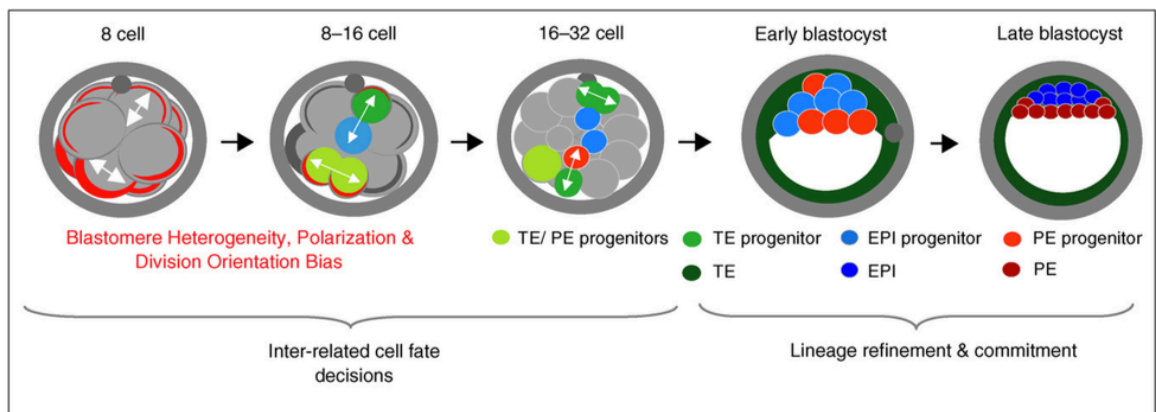 8 cell
8–16 cell
16–32 cell
Early blastocyst
Late blastocyst
Blastomere Heterogeneity, Polarization &
Division Orientation Bias
TE/ PE progenitors
TE progenitor
EPI progenitor
PE progenitor
TE
EPI
PE
Inter-related cell fate
decisions
Lineage refinement & commitment